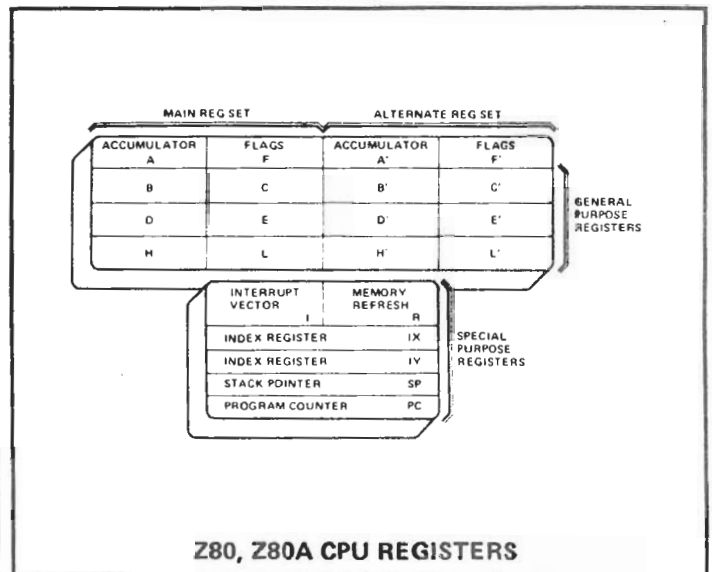 MAIN REG SET ALTERNATE REG SET
ACCUMULATOR FLAGS ACCUMULATOR FLAGS
A F A' F'
B C B' C'
D E D' E'
H L H' L'
GENERAL
PURPOSE
REGISTERS
INTERRUPT MEMORY
VECTOR REFRESH
I R
INDEX REGISTER IX
INDEX REGISTER IY
STACK POINTER SP
PROGRAM COUNTER PC
SPECIAL
PURPOSE
REGISTERS
Z80, Z80A CPU REGISTERS